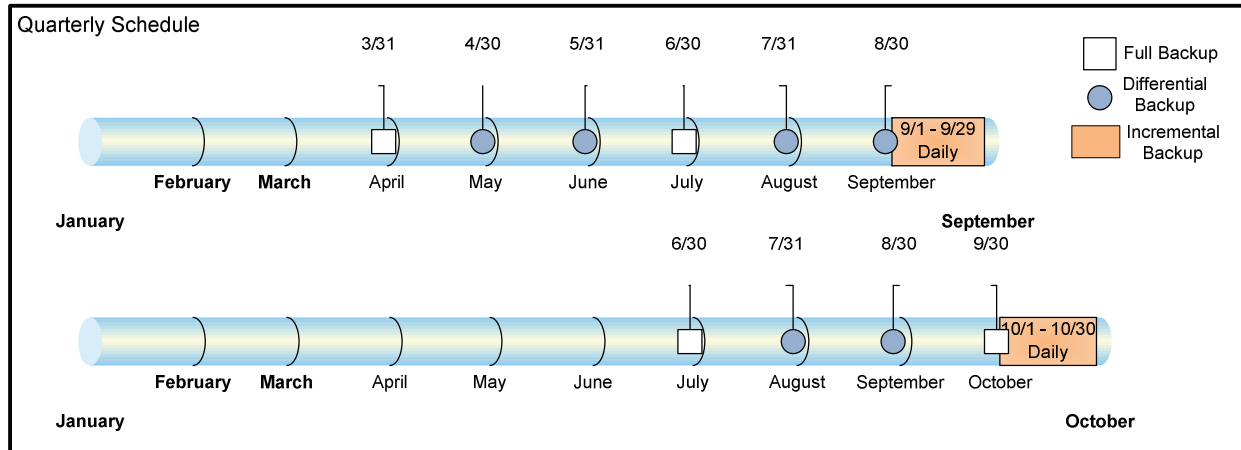 Quarterly Schedule
3/31 4/30 5/31 6/30 7/31 8/30
Full Backup
Differential
Backup
Incremental
Backup
9/1 - 9/29
Daily
February March April May June July August September
January September
6/30 7/31 8/30 9/30
10/1 - 10/30
Daily
February March April May June July August September October
January October